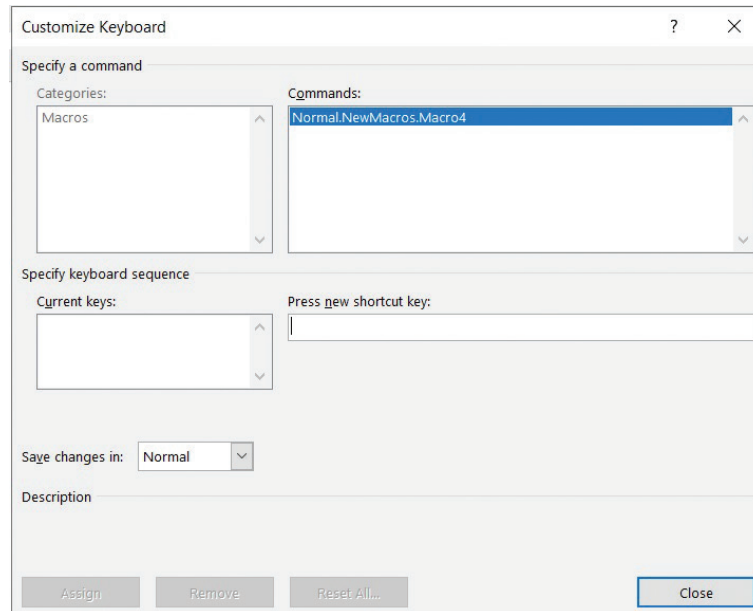 Customize Keyboard ? ×
Specify a command
Categories: Commands:
Macros Normal.NewMacros.Macro4
Specify keyboard sequence
Current keys: Press new shortcut key:
Save changes in: Normal
Description
Assign Remove Reset All... Close